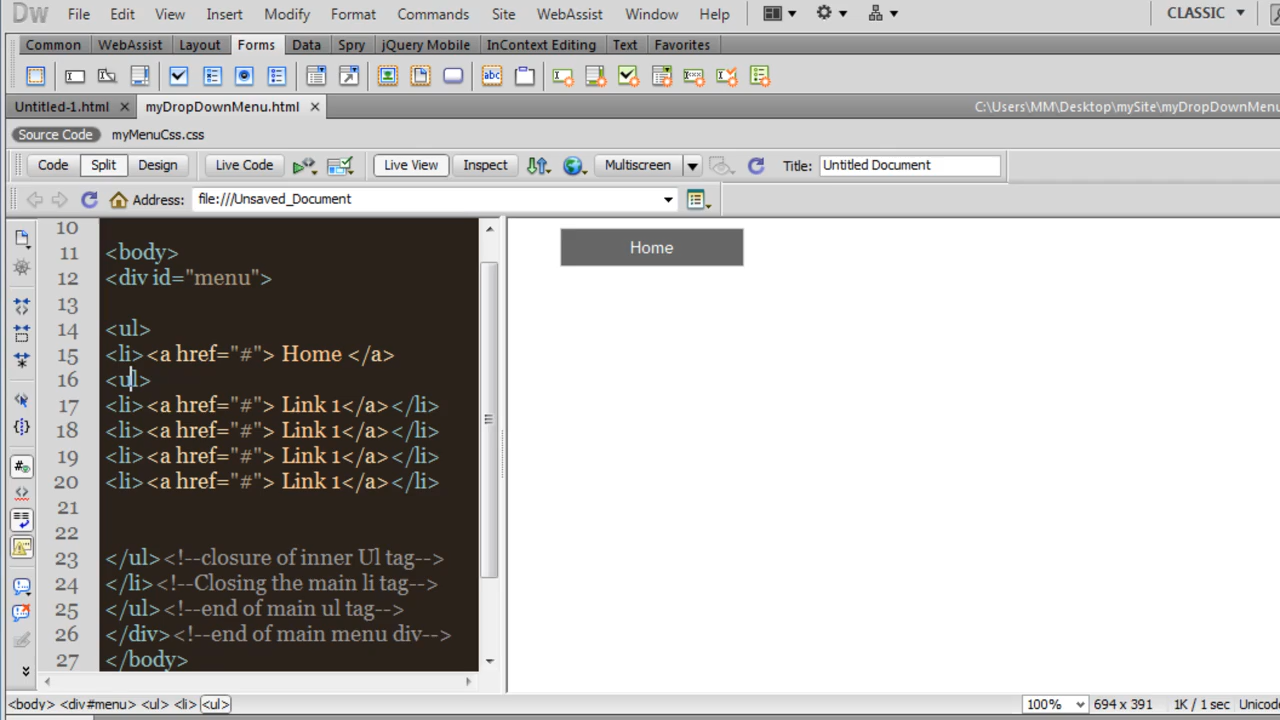 Dw File Edit View Insert Modify Format Commands Site WebAssist Window Help CLASSIC
Common WebAssist Layout Forms Data Spry jQuery Mobile InContext Editing Text Favorites
abc
Untitled-1.html × myDropDownMenu.html × C:\Users\MM\Desktop\mySite\myDropDownMenu
Source Code myMenuCss.css
Code Split Design Live Code Live View Inspect Multiscreen Title: Untitled Document
Address: file:///Unsaved_Document
10
11 <body>
12 <div id="menu">
13
14 <ul>
15 <li><a href="#"> Home </a>
16 <ul>
17 <li><a href="#"> Link 1</a></li>
18 <li><a href="#"> Link 1</a></li>
19 <li><a href="#"> Link 1</a></li>
20 <li><a href="#"> Link 1</a></li>
21
22
23 </ul><!--closure of inner Ul tag-->
24 </li><!--Closing the main li tag-->
25 </ul><!--end of main ul tag-->
26 </div><!--end of main menu div-->
27 </body>
Home
<body> <div#menu> <ul> <li> <ul> 100% 694 x 391 1K / 1 sec Unicod